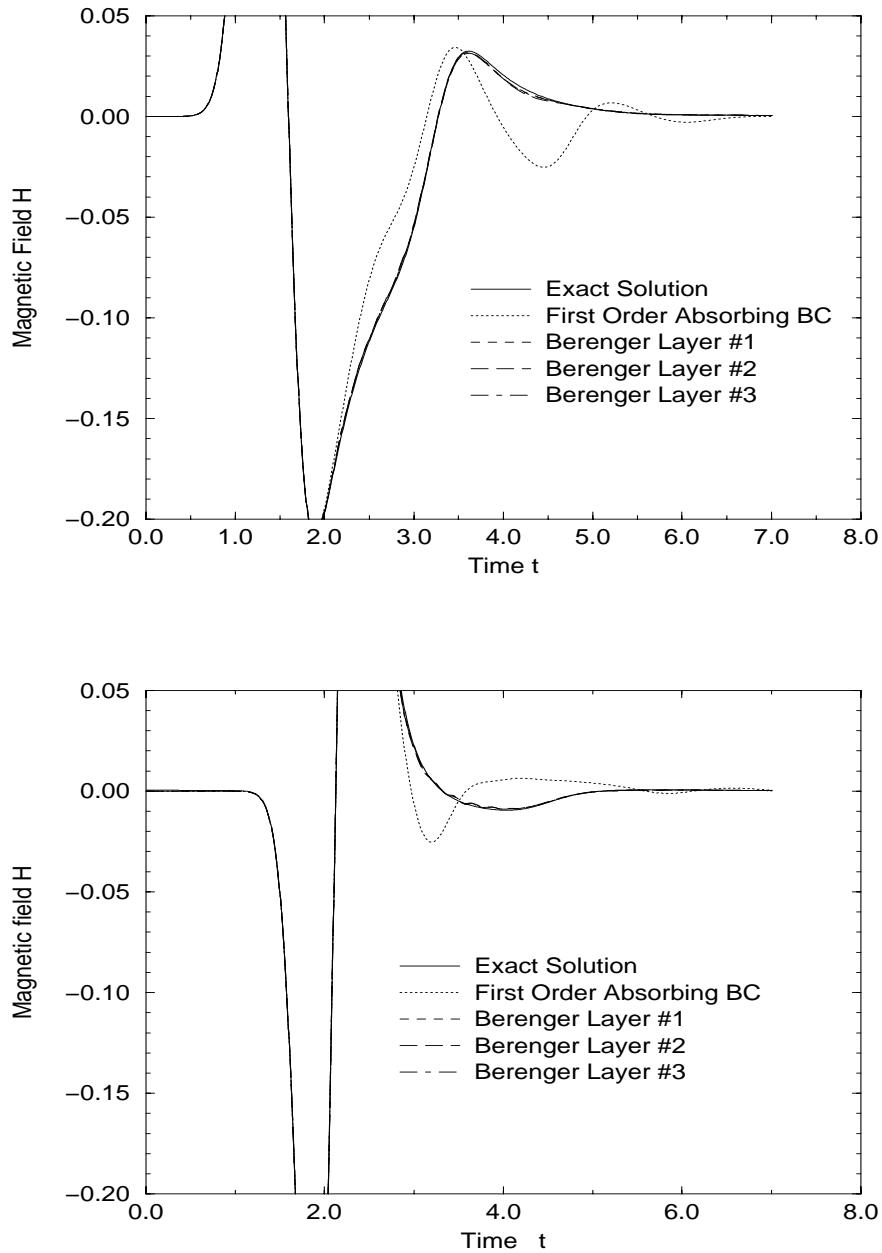 0.05
0.00
−0.05
−0.10
−0.15
−0.20
Magnetic Field H
Exact Solution
First Order Absorbing BC
Berenger Layer #1
Berenger Layer #2
Berenger Layer #3
0.0 1.0 2.0 3.0 4.0 5.0 6.0 7.0 8.0
Time t
0.05
0.00
−0.05
−0.10
−0.15
−0.20
Magnetic field H
Exact Solution
First Order Absorbing BC
Berenger Layer #1
Berenger Layer #2
Berenger Layer #3
0.0 2.0 4.0 6.0 8.0
Time t